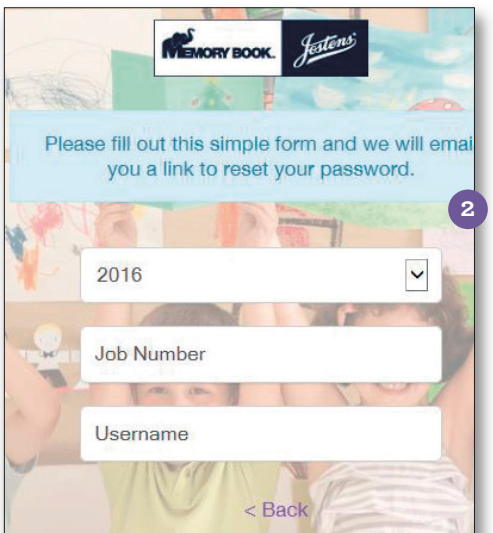 MEMORY BOOK. Jostens
Please fill out this simple form and we will emai
you a link to reset your password.
2
2016
Job Number
Username
< Back